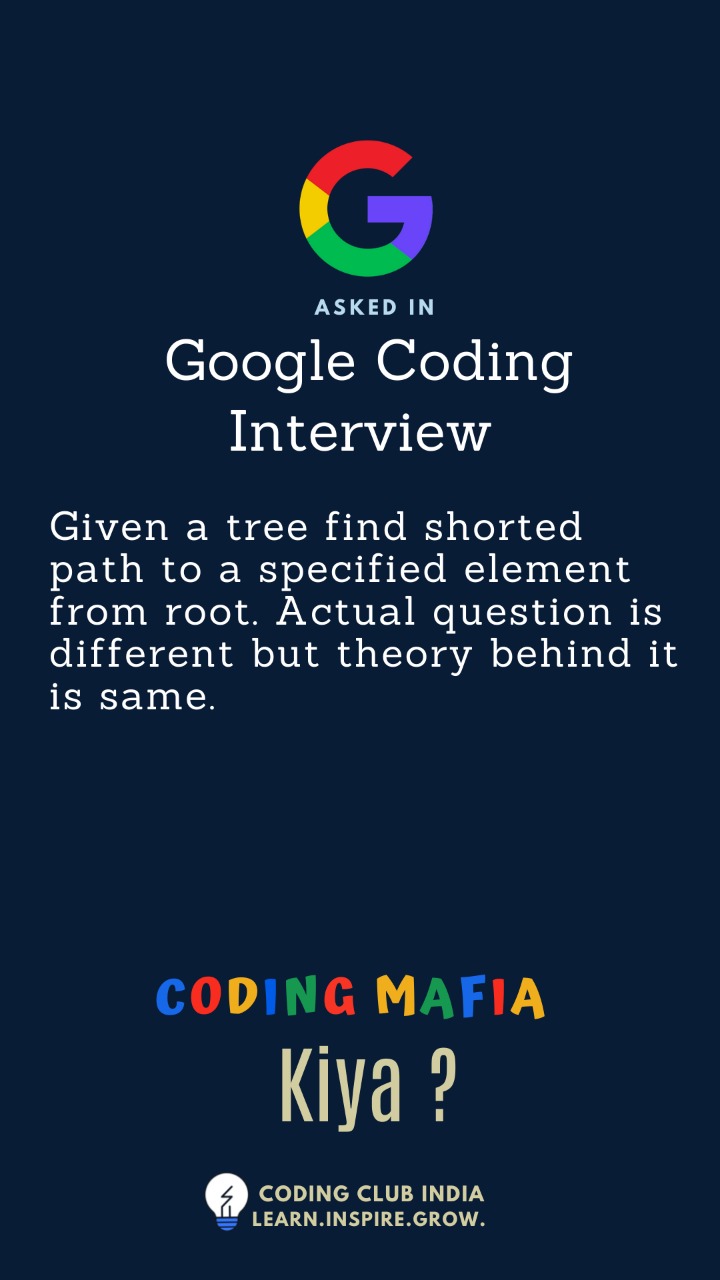 ASKED IN
Google Coding
Interview
Given a tree find shorted
path to a specified element
from root. Actual question is
different but theory behind it
is same.
CODING MAFIA
Kiya ?
CODING CLUB INDIA
LEARN.INSPIRE.GROW.